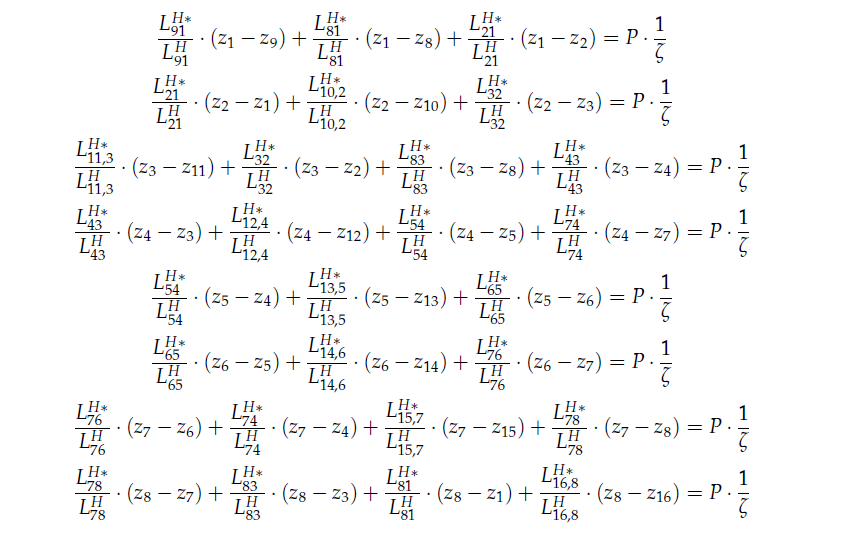 \frac{L_{91}^{H*}}{L_{91}^{H}} \cdot (z_1 - z_9) + \frac{L_{81}^{H*}}{L_{81}^{H}} \cdot (z_1 - z_8) + \frac{L_{21}^{H*}}{L_{21}^{H}} \cdot (z_1 - z_2) = P \cdot \frac{1}{\zeta}
\frac{L_{21}^{H*}}{L_{21}^{H}} \cdot (z_2 - z_1) + \frac{L_{10,2}^{H*}}{L_{10,2}^{H}} \cdot (z_2 - z_{10}) + \frac{L_{32}^{H*}}{L_{32}^{H}} \cdot (z_2 - z_3) = P \cdot \frac{1}{\zeta}
\frac{L_{11,3}^{H*}}{L_{11,3}^{H}} \cdot (z_3 - z_{11}) + \frac{L_{32}^{H*}}{L_{32}^{H}} \cdot (z_3 - z_2) + \frac{L_{83}^{H*}}{L_{83}^{H}} \cdot (z_3 - z_8) + \frac{L_{43}^{H*}}{L_{43}^{H}} \cdot (z_3 - z_4) = P \cdot \frac{1}{\zeta}
\frac{L_{43}^{H*}}{L_{43}^{H}} \cdot (z_4 - z_3) + \frac{L_{12,4}^{H*}}{L_{12,4}^{H}} \cdot (z_4 - z_{12}) + \frac{L_{54}^{H*}}{L_{54}^{H}} \cdot (z_4 - z_5) + \frac{L_{74}^{H*}}{L_{74}^{H}} \cdot (z_4 - z_7) = P \cdot \frac{1}{\zeta}
\frac{L_{54}^{H*}}{L_{54}^{H}} \cdot (z_5 - z_4) + \frac{L_{13,5}^{H*}}{L_{13,5}^{H}} \cdot (z_5 - z_{13}) + \frac{L_{65}^{H*}}{L_{65}^{H}} \cdot (z_5 - z_6) = P \cdot \frac{1}{\zeta}
\frac{L_{65}^{H*}}{L_{65}^{H}} \cdot (z_6 - z_5) + \frac{L_{14,6}^{H*}}{L_{14,6}^{H}} \cdot (z_6 - z_{14}) + \frac{L_{76}^{H*}}{L_{76}^{H}} \cdot (z_6 - z_7) = P \cdot \frac{1}{\zeta}
\frac{L_{76}^{H*}}{L_{76}^{H}} \cdot (z_7 - z_6) + \frac{L_{74}^{H*}}{L_{74}^{H}} \cdot (z_7 - z_4) + \frac{L_{15,7}^{H*}}{L_{15,7}^{H}} \cdot (z_7 - z_{15}) + \frac{L_{78}^{H*}}{L_{78}^{H}} \cdot (z_7 - z_8) = P \cdot \frac{1}{\zeta}
\frac{L_{78}^{H*}}{L_{78}^{H}} \cdot (z_8 - z_7) + \frac{L_{83}^{H*}}{L_{83}^{H}} \cdot (z_8 - z_3) + \frac{L_{81}^{H*}}{L_{81}^{H}} \cdot (z_8 - z_1) + \frac{L_{16,8}^{H*}}{L_{16,8}^{H}} \cdot (z_8 - z_{16}) = P \cdot \frac{1}{\zeta}